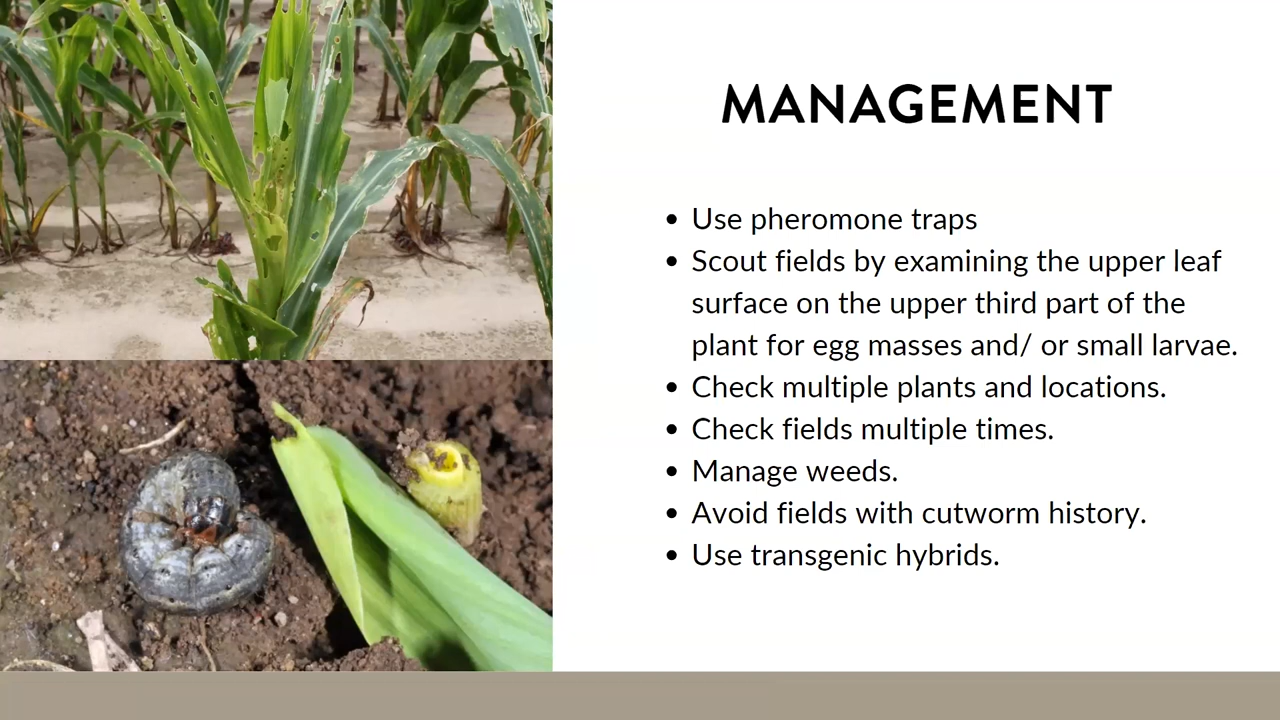 MANAGEMENT
• Use pheromone traps
• Scout fields by examining the upper leaf
surface on the upper third part of the
plant for egg masses and/ or small larvae.
• Check multiple plants and locations.
• Check fields multiple times.
• Manage weeds.
• Avoid fields with cutworm history.
• Use transgenic hybrids.